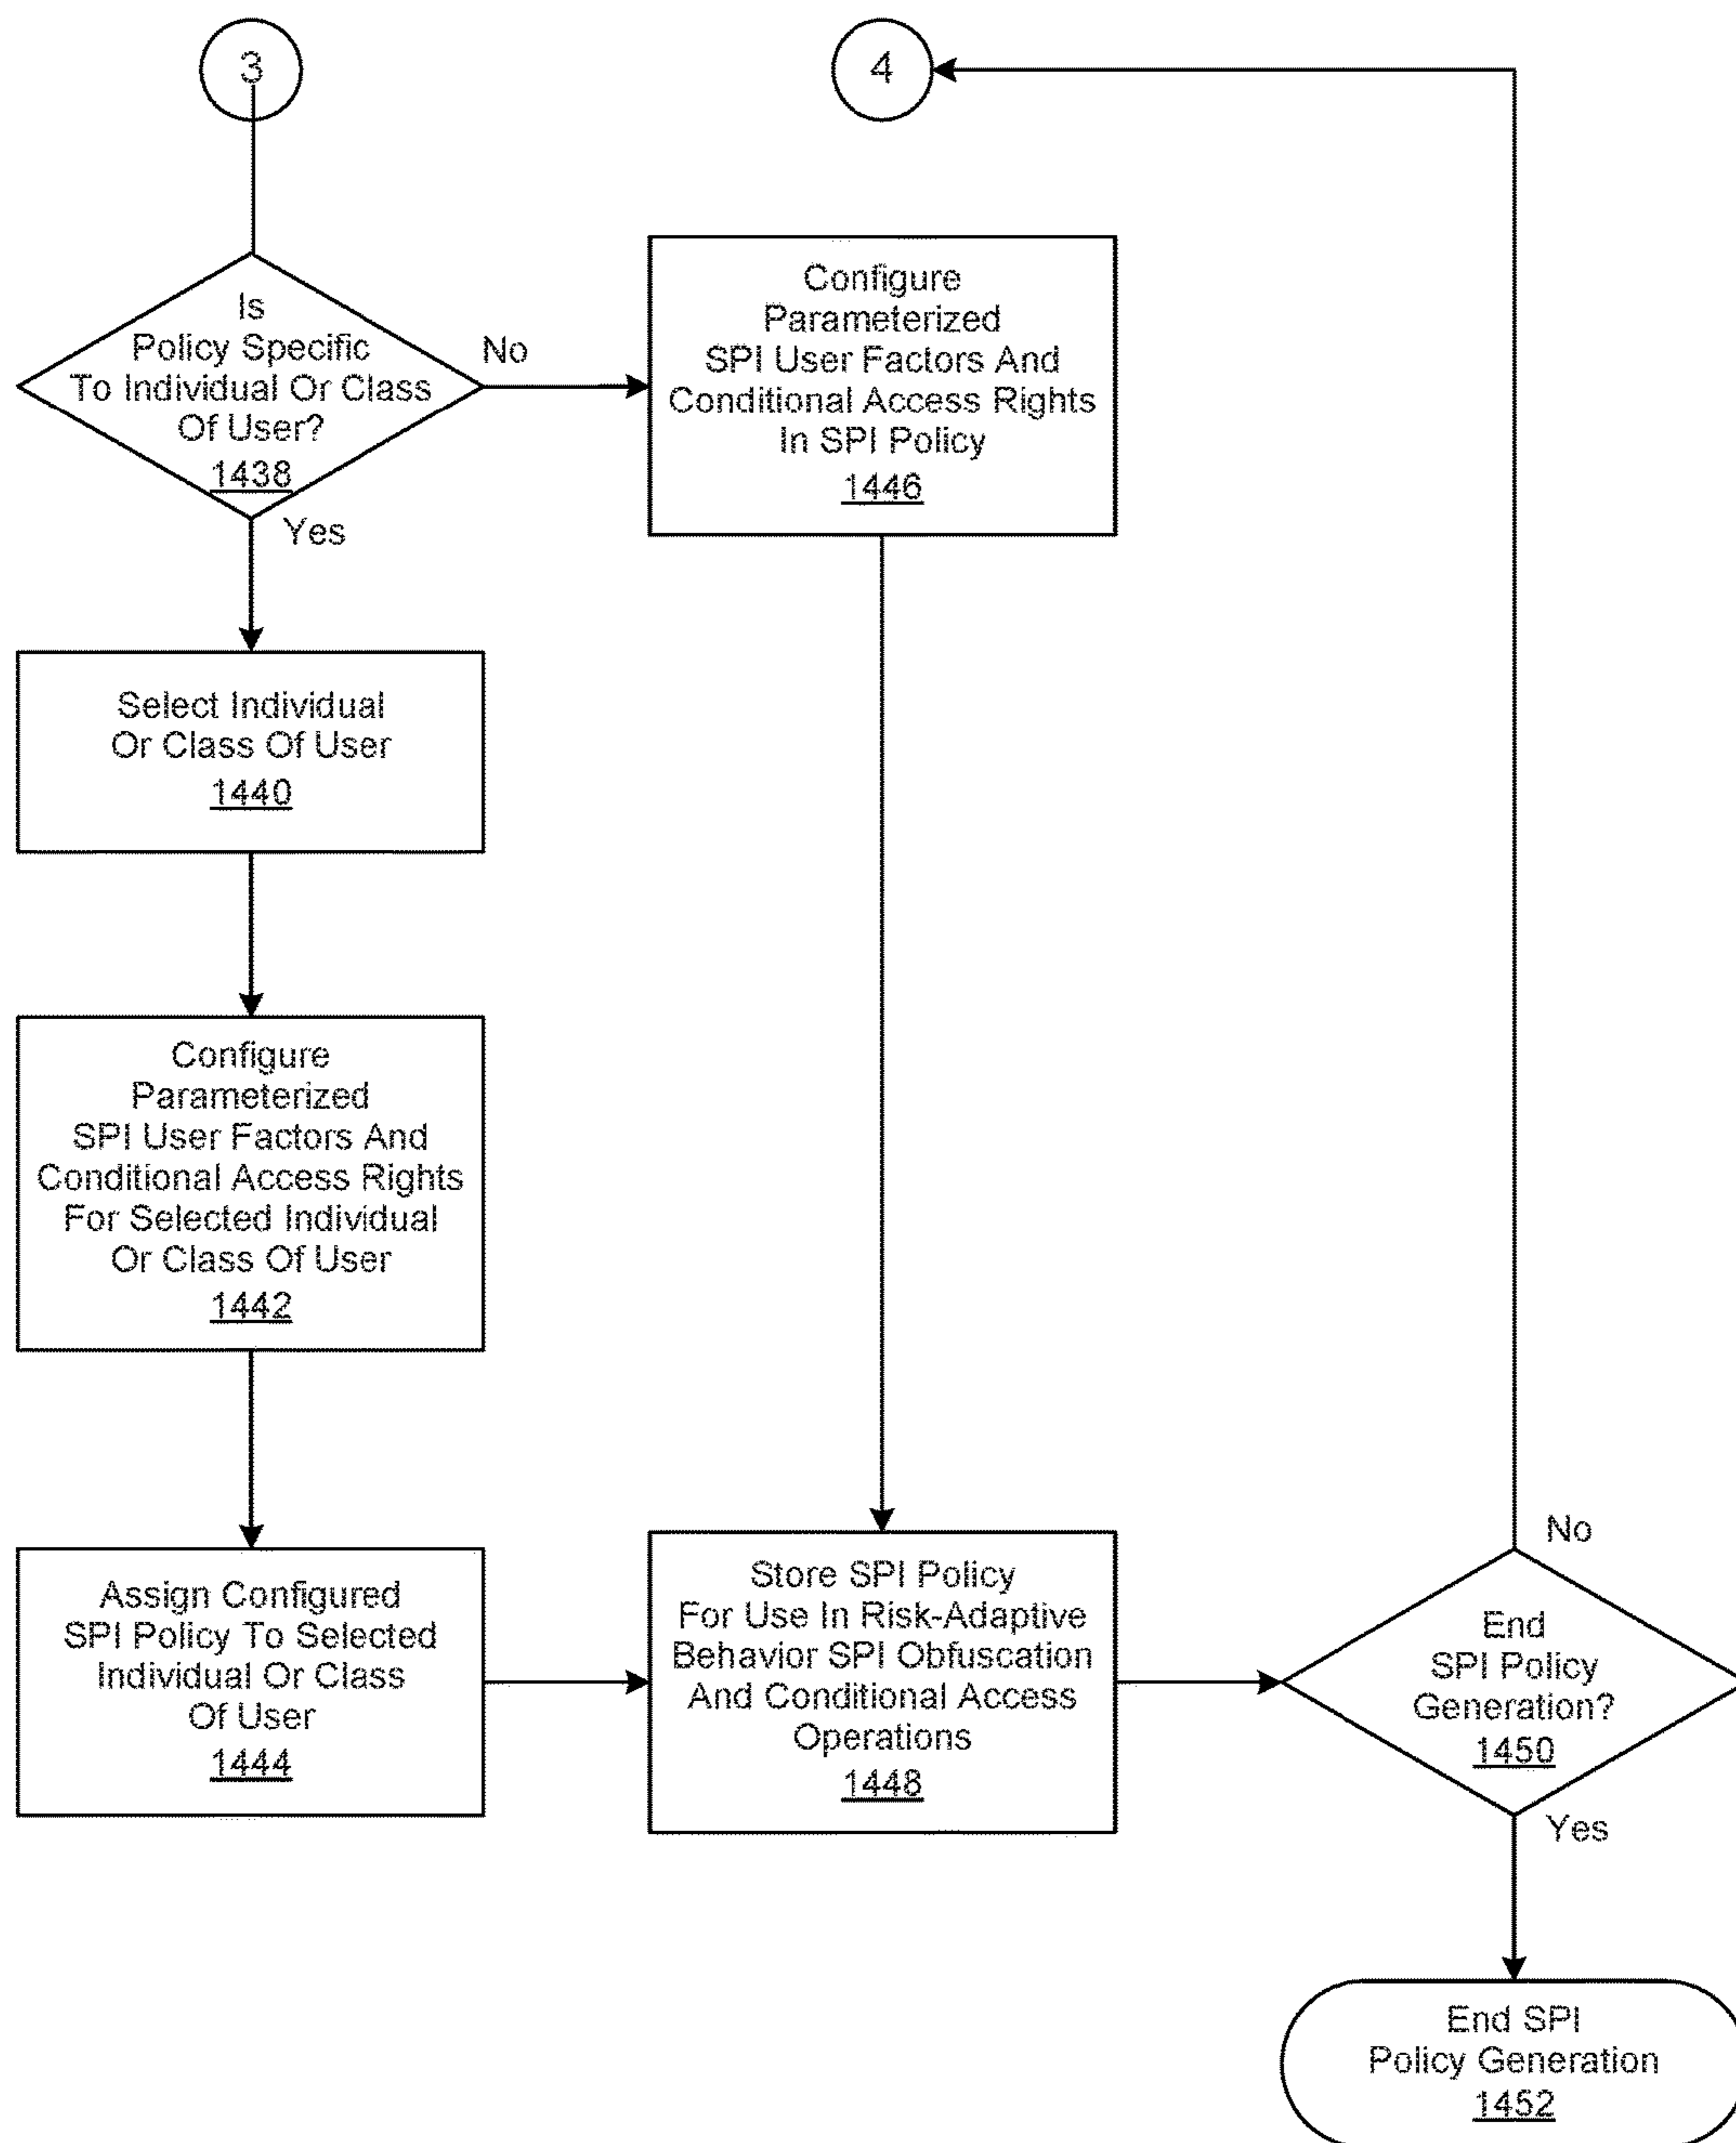 3
4
Is
Policy Specific
To Individual Or Class
Of User?
1438
No
Yes
Configure
Parameterized
SPI User Factors And
Conditional Access Rights
In SPI Policy
1446
Select Individual
Or Class Of User
1440
Configure
Parameterized
SPI User Factors And
Conditional Access Rights
For Selected Individual
Or Class Of User
1442
Assign Configured
SPI Policy To Selected
Individual Or Class
Of User
1444
Store SPI Policy
For Use In Risk-Adaptive
Behavior SPI Obfuscation
And Conditional Access
Operations
1448
No
End
SPI Policy
Generation?
1450
Yes
End SPI
Policy Generation
1452